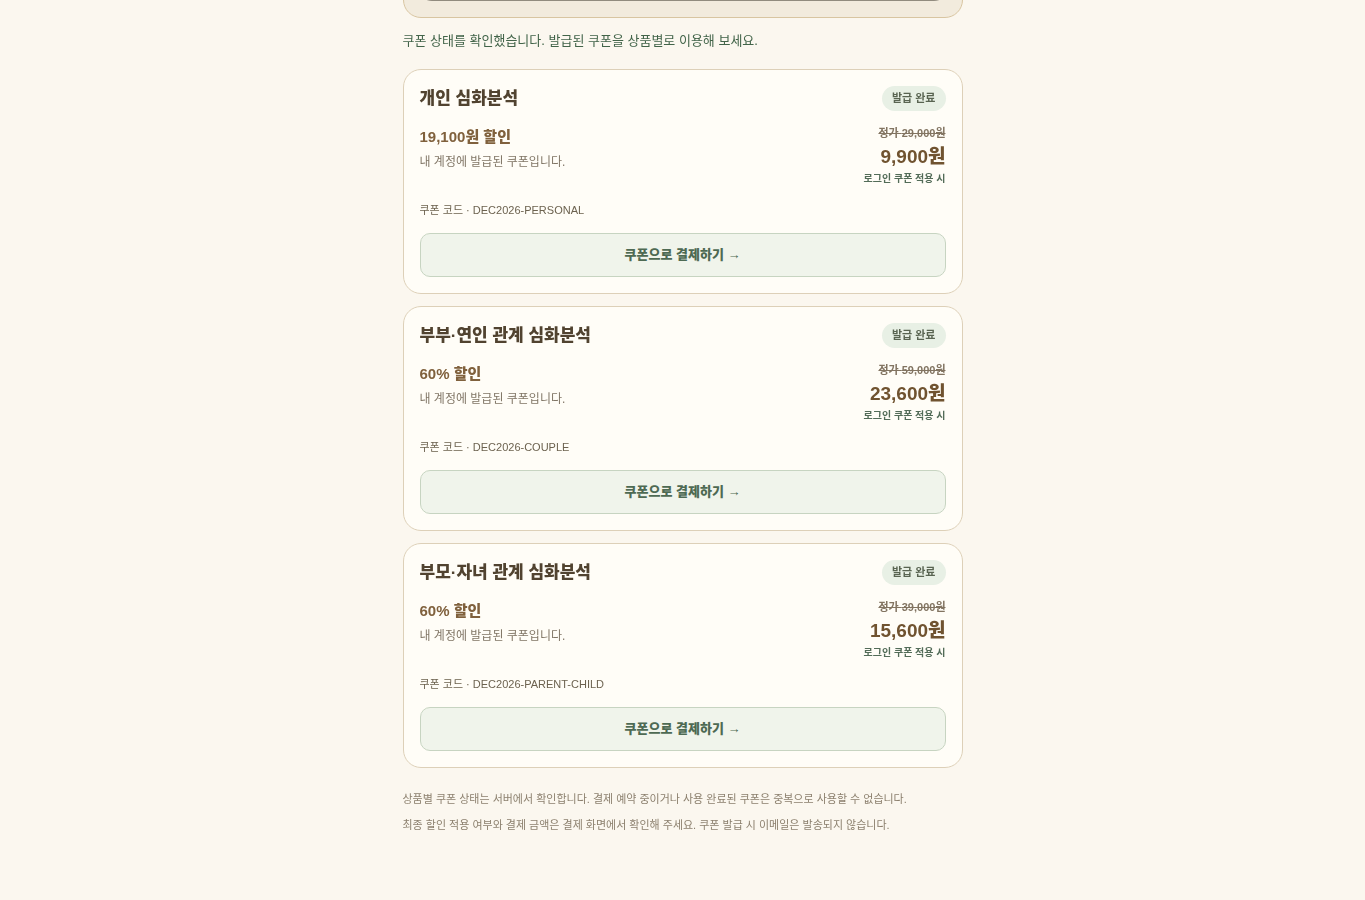 쿠폰 상태를 확인했습니다. 발급된 쿠폰을 상품별로 이용해 보세요.
개인 심화분석
발급 완료
19,100원 할인
정가 29,000원
내 계정에 발급된 쿠폰입니다.
9,900원
로그인 쿠폰 적용 시
쿠폰 코드 · DEC2026-PERSONAL
쿠폰으로 결제하기 →
부부·연인 관계 심화분석
발급 완료
60% 할인
정가 59,000원
내 계정에 발급된 쿠폰입니다.
23,600원
로그인 쿠폰 적용 시
쿠폰 코드 · DEC2026-COUPLE
쿠폰으로 결제하기 →
부모·자녀 관계 심화분석
발급 완료
60% 할인
정가 39,000원
내 계정에 발급된 쿠폰입니다.
15,600원
로그인 쿠폰 적용 시
쿠폰 코드 · DEC2026-PARENT-CHILD
쿠폰으로 결제하기 →
상품별 쿠폰 상태는 서버에서 확인합니다. 결제 예약 중이거나 사용 완료된 쿠폰은 중복으로 사용할 수 없습니다.
최종 할인 적용 여부와 결제 금액은 결제 화면에서 확인해 주세요. 쿠폰 발급 시 이메일은 발송되지 않습니다.